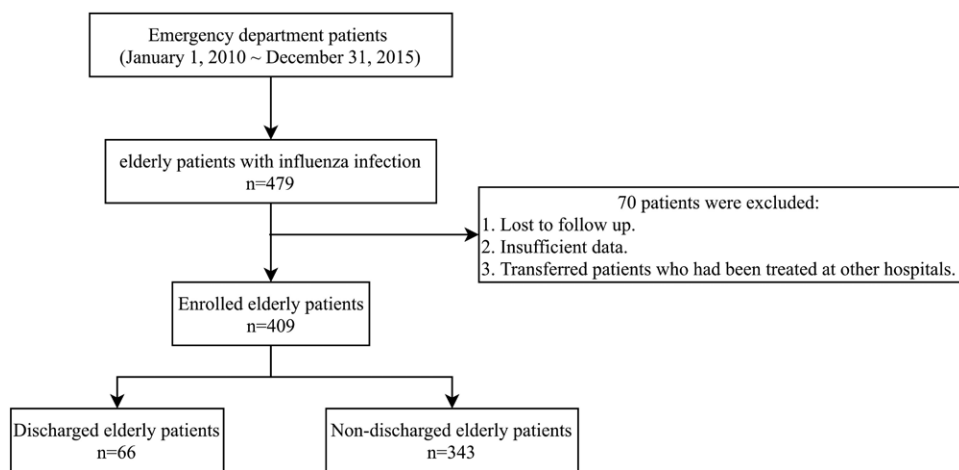 Emergency department patients
(January 1, 2010 ~ December 31, 2015)
elderly patients with influenza infection
n=479
70 patients were excluded:
1. Lost to follow up.
2. Insufficient data.
3. Transferred patients who had been treated at other hospitals.
Enrolled elderly patients
n=409
Discharged elderly patients
n=66
Non-discharged elderly patients
n=343